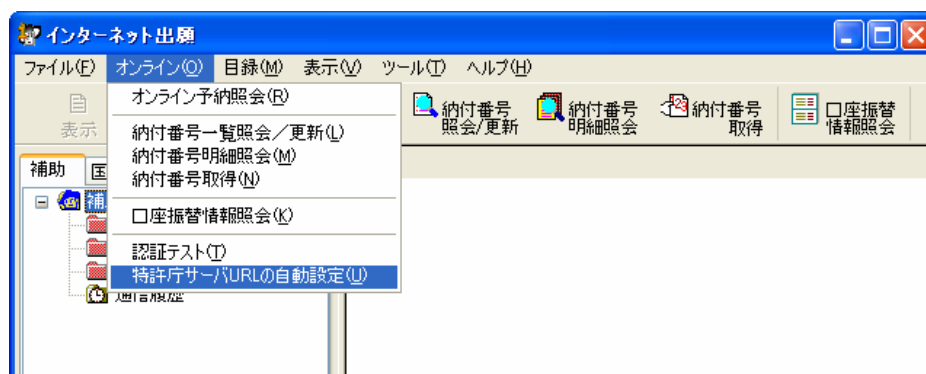 インターネット出願
ファイル(F) オンライン(O) 目録(M) 表示(V) ツール(T) ヘルプ(H)
表示
オンライン予納照会(R)
納付番号一覧照会／更新(L)
納付番号明細照会(M)
納付番号取得(N)
口座振替情報照会(K)
認証テスト(T)
特許庁サーバURLの自動設定(U)
納付番号
照会/更新
納付番号
明細照会
納付番号
取得
口座振替
情報照会
補助
通信履歴